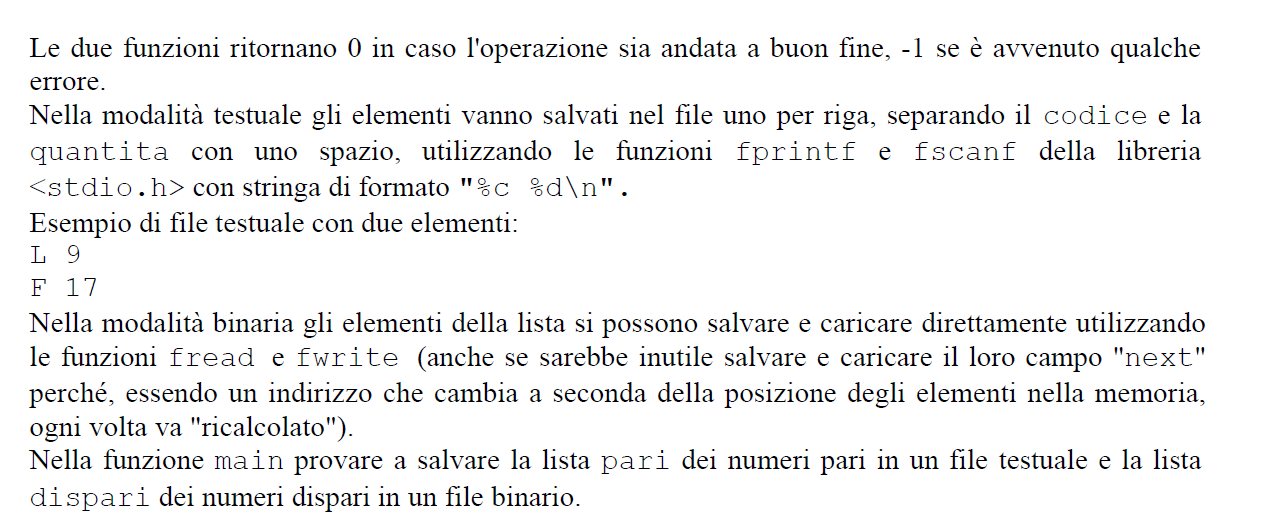 Le due funzioni ritornano 0 in caso l'operazione sia andata a buon fine, -1 se è avvenuto qualche
errore.
Nella modalità testuale gli elementi vanno salvati nel file uno per riga, separando il codice e la
quantita con uno spazio, utilizzando le funzioni fprintf e fscanf della libreria
<stdio.h> con stringa di formato "%c %d\n".
Esempio di file testuale con due elementi:
L 9
F 17
Nella modalità binaria gli elementi della lista si possono salvare e caricare direttamente utilizzando
le funzioni fread e fwrite (anche se sarebbe inutile salvare e caricare il loro campo "next"
perché, essendo un indirizzo che cambia a seconda della posizione degli elementi nella memoria,
ogni volta va "ricalcolato").
Nella funzione main provare a salvare la lista pari dei numeri pari in un file testuale e la lista
dispari dei numeri dispari in un file binario.